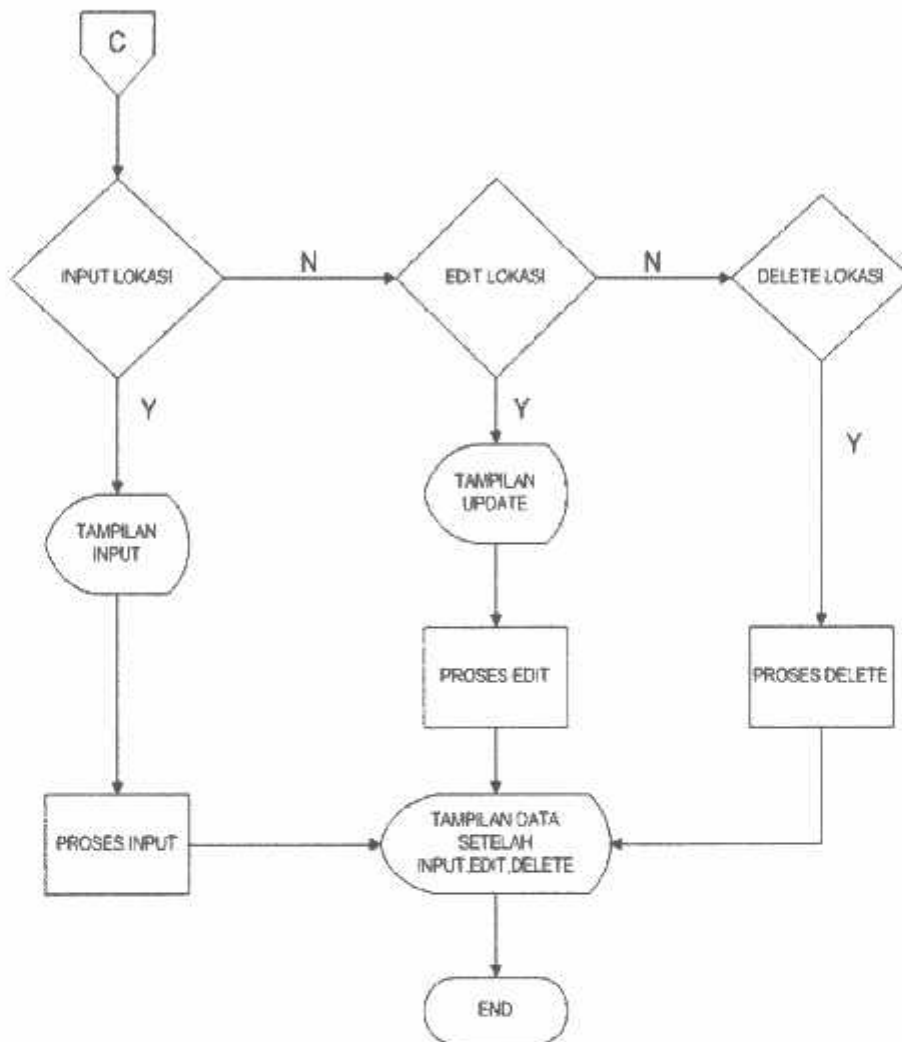 C
INPUT LOKASI
N
EDIT LOKASI
N
DELETE LOKASI
Y
Y
Y
TAMPILAN
INPUT
TAMPILAN
UPDATE
PROSES EDIT
PROSES DELETE
PROSES INPUT
TAMPILAN DATA
SETELAH
INPUT,EDIT,DELETE
END